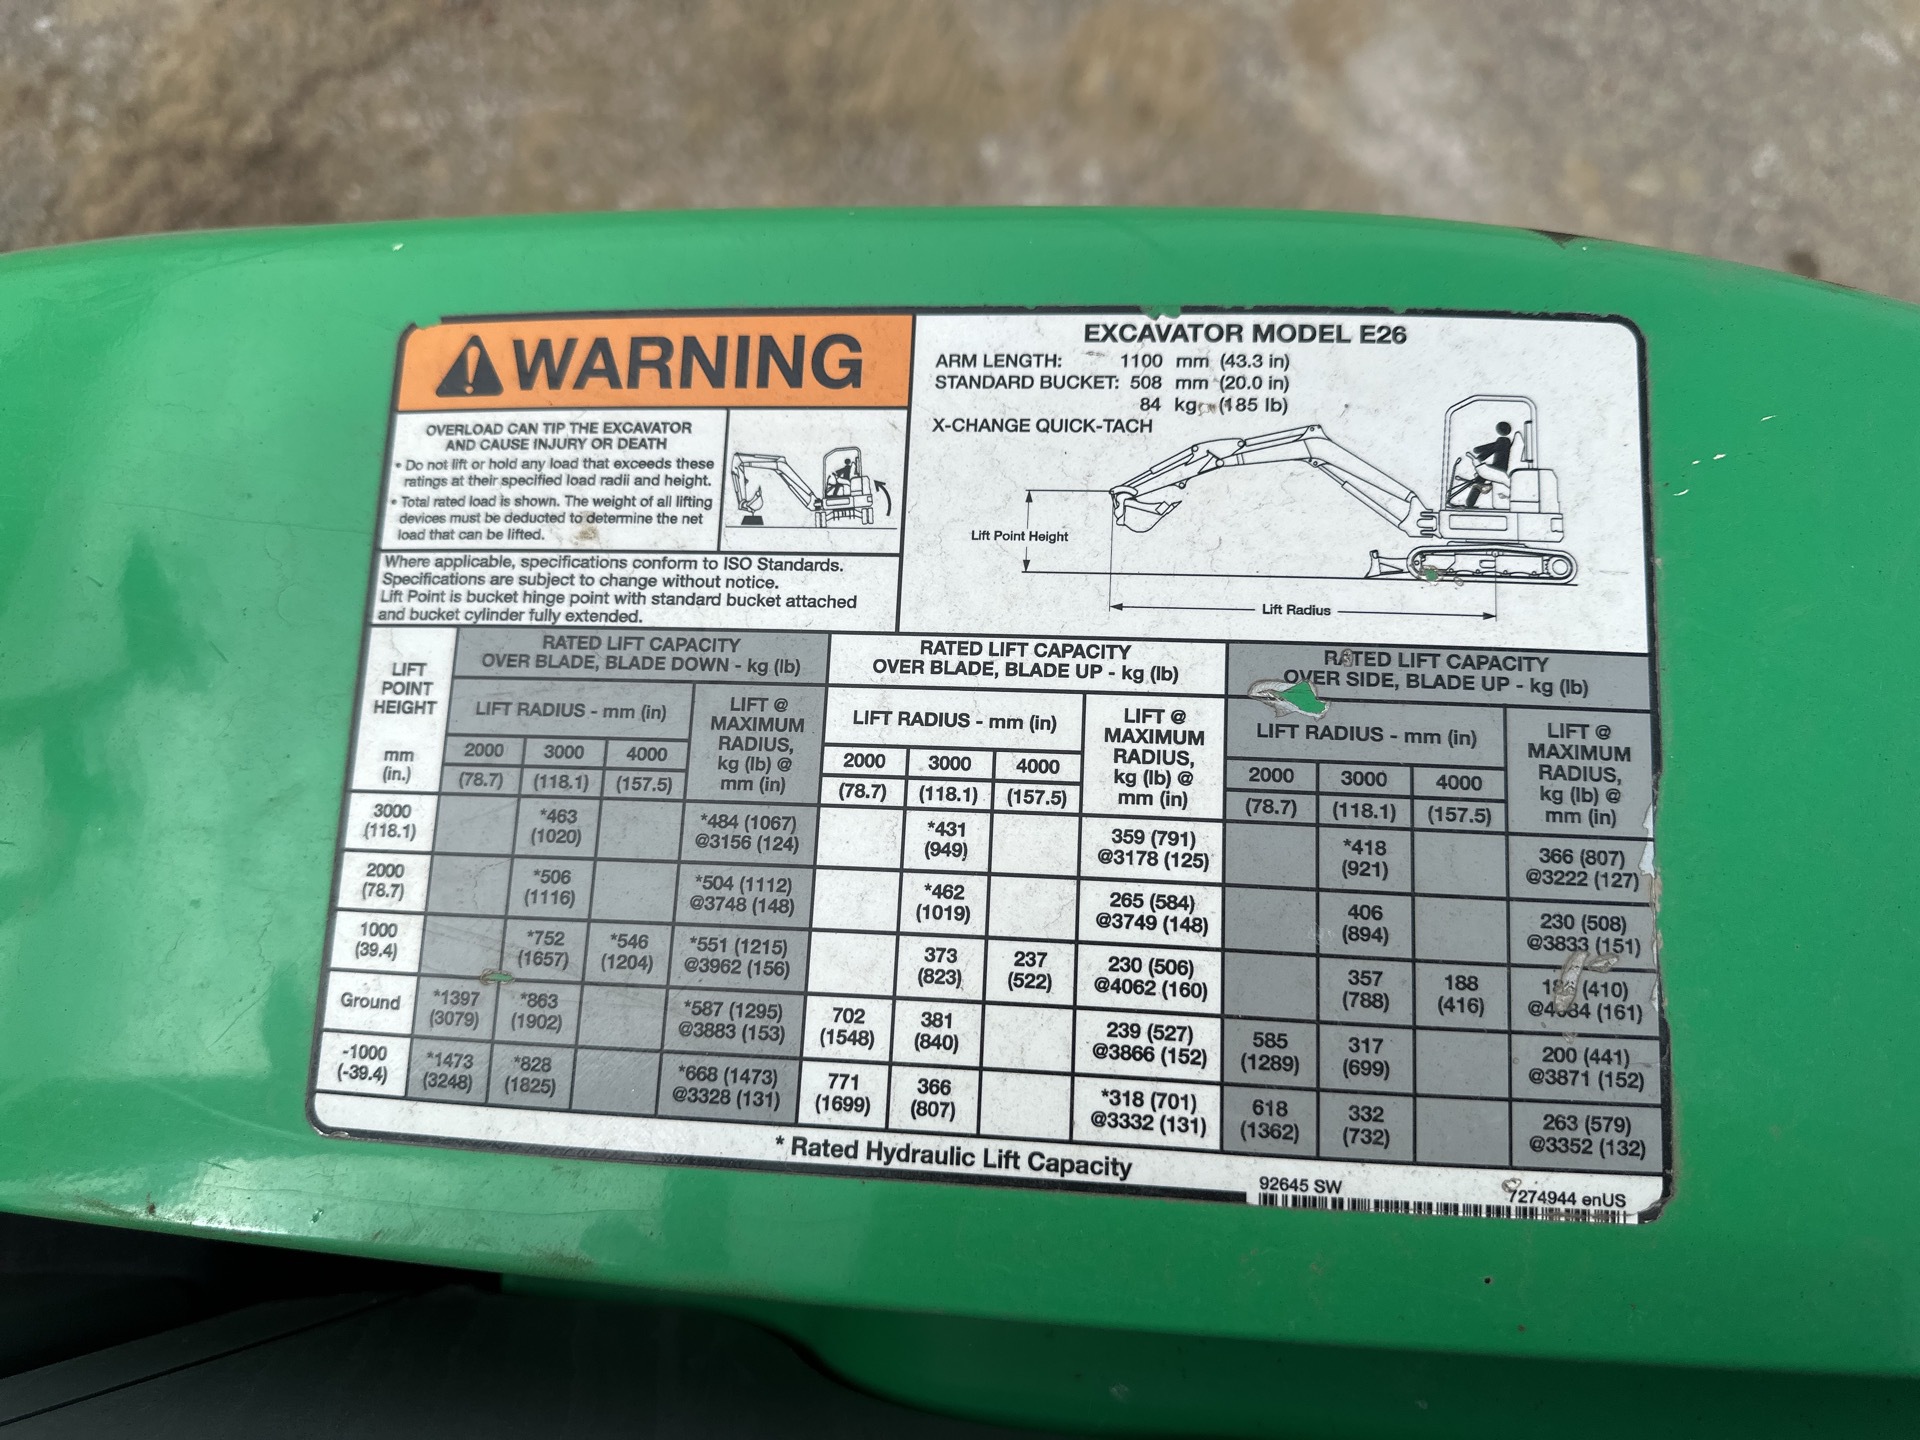 WARNING
OVERLOAD CAN TIP THE EXCAVATOR
AND CAUSE INJURY OR DEATH
• Do not lift or hold any load that exceeds these
ratings at their specified load radii and height.
• Total rated load is shown. The weight of all lifting
devices must be deducted to determine the net
load that can be lifted.
Where applicable, specifications conform to ISO Standards.
Specifications are subject to change without notice.
Lift Point is bucket hinge point with standard bucket attached
and bucket cylinder fully extended.
EXCAVATOR MODEL E26
ARM LENGTH: 1100 mm (43.3 in)
STANDARD BUCKET: 508 mm (20.0 in)
84 kg (185 lb)
X-CHANGE QUICK-TACH
Lift Point Height
Lift Radius
LIFT
POINT
HEIGHT
mm
(in.)
RATED LIFT CAPACITY
OVER BLADE, BLADE DOWN - kg (lb)
LIFT RADIUS - mm (in)
2000 3000 4000
(78.7) (118.1) (157.5)
LIFT @
MAXIMUM
RADIUS,
kg (lb) @
mm (in)
RATED LIFT CAPACITY
OVER BLADE, BLADE UP - kg (lb)
LIFT RADIUS - mm (in)
2000 3000 4000
(78.7) (118.1) (157.5)
LIFT @
MAXIMUM
RADIUS,
kg (lb) @
mm (in)
RATED LIFT CAPACITY
OVER SIDE, BLADE UP - kg (lb)
LIFT RADIUS - mm (in)
2000 3000 4000
(78.7) (118.1) (157.5)
LIFT @
MAXIMUM
RADIUS,
kg (lb) @
mm (in)
3000 *463 *484 (1067) *431 359 (791) *418 366 (807)
(118.1) (1020) @3156 (124) (949) @3178 (125) (921) @3222 (127)
2000 *506 *504 (1112) *462 265 (584) 406 230 (508)
(78.7) (1116) @3748 (148) (1019) @3749 (148) (894) @3833 (151)
1000 *752 *546 *551 (1215) 373 237 230 (506) 357 188 (410)
(39.4) (1657) (1204) @3962 (156) (823) (522) @4062 (160) (788) (416) (161)
Ground *1397 *863 *587 (1295) 702 381 239 (527) 585 317 200 (441)
(3079) (1902) @3883 (153) (1548) (840) @3866 (152) (1289) (699) @3871 (152)
-1000 *1473 *828 *668 (1473) 771 366 *318 (701) 618 332 263 (579)
(-39.4) (3248) (1825) @3328 (131) (1699) (807) @3332 (131) (1362) (732) @3352 (132)
* Rated Hydraulic Lift Capacity
92645 SW
7274944 enUS